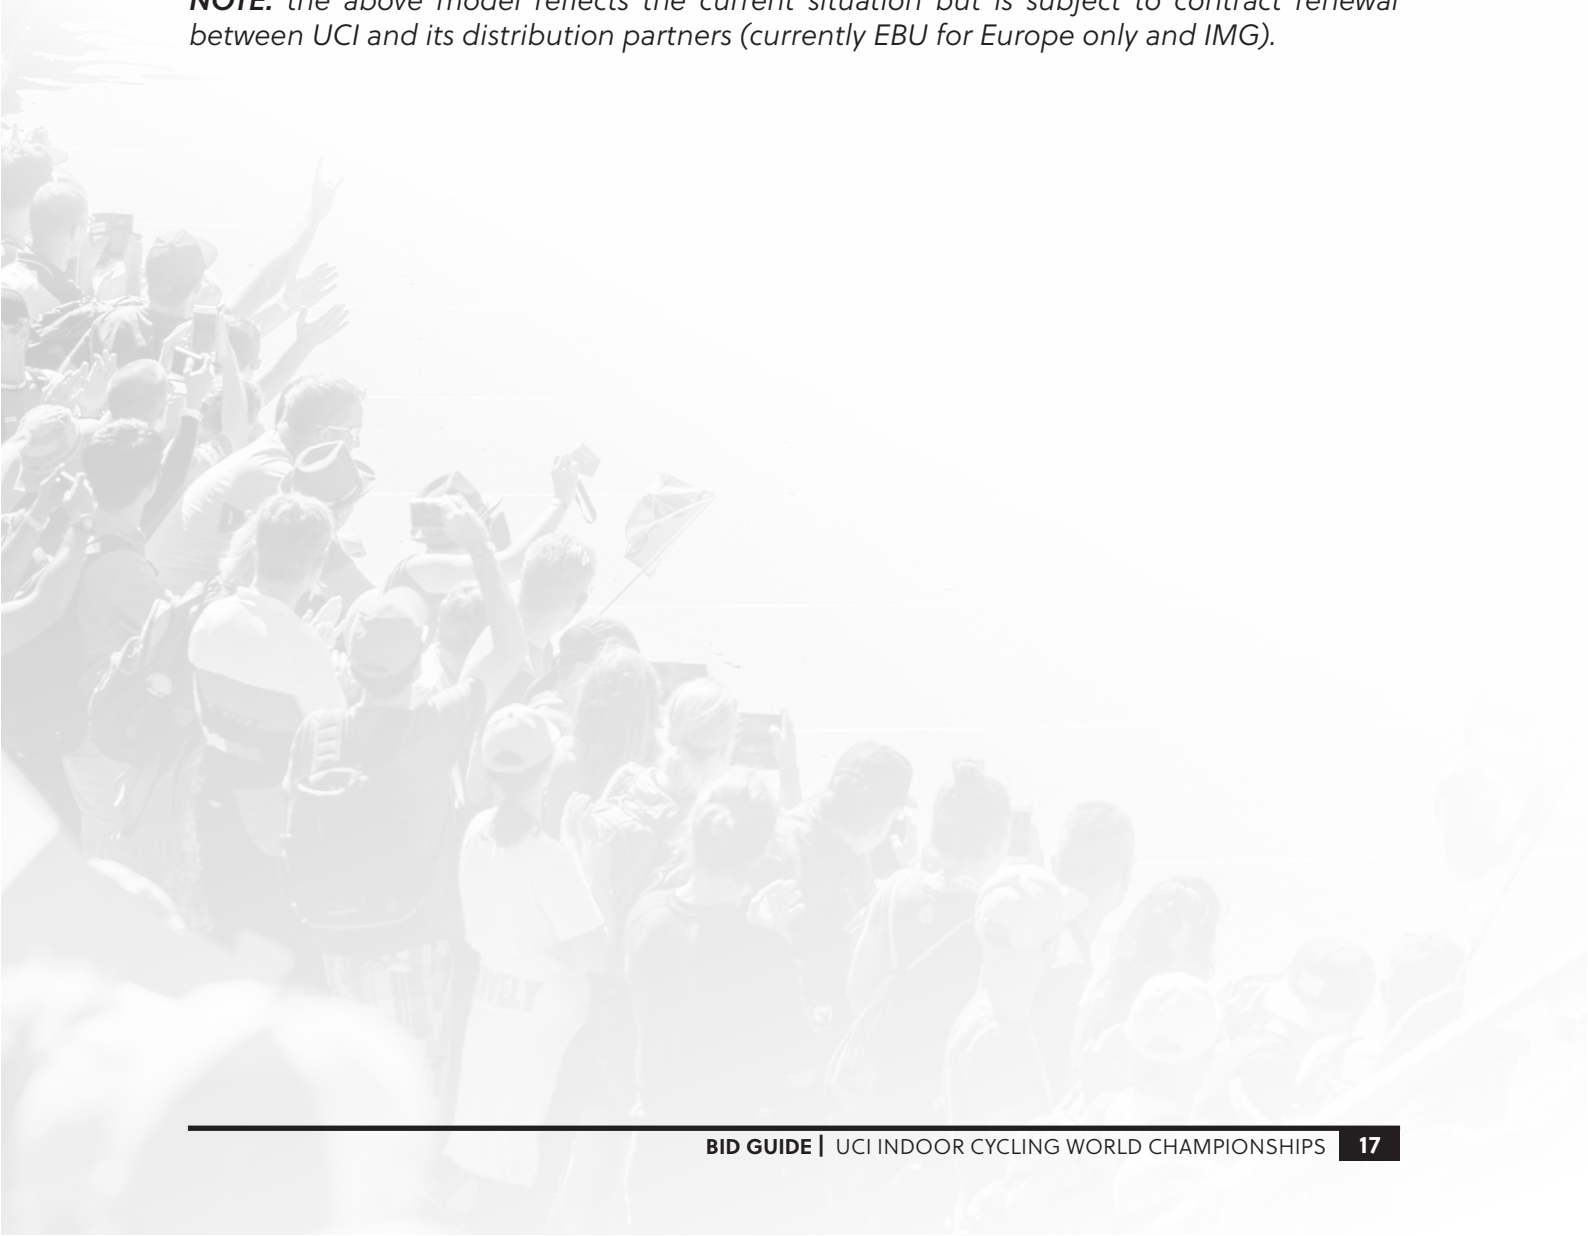 NOTE: the above model reflects the current situation but is subject to contract renewal
between UCI and its distribution partners (currently EBU for Europe only and IMG).
BID GUIDE | UCI INDOOR CYCLING WORLD CHAMPIONSHIPS 17